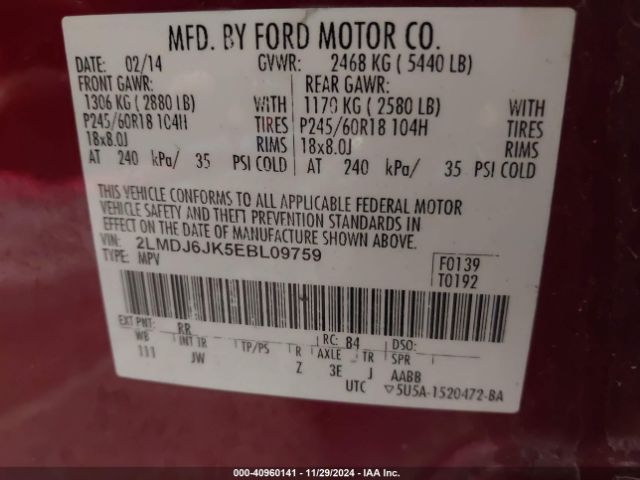 MFD. BY FORD MOTOR CO.
DATE: 02/14 GVWR: 2468 KG ( 5440 LB)
FRONT GAWR: REAR GAWR:
1306 KG ( 2880 LB) WITH 1170 KG ( 2580 LB) WITH
P245/60R18 104H TIRES P245/60R18 104H TIRES
18x8.0J RIMS 18x8.0J RIMS
AT 240 kPa/ 35 PSI COLD AT 240 kPa/ 35 PSI COLD
THIS VEHICLE CONFORMS TO ALL APPLICABLE FEDERAL MOTOR
VEHICLE SAFETY AND THEFT PREVENTION STANDARDS IN
EFFECT ON THE DATE OF MANUFACTURE SHOWN ABOVE.
VIN: 2LMDJ6JK5EBL09759
TYPE: MPV
F0139
T0192
EXT PNT: RR RC: 84 DSO:
WB INT TR TP/PS R AXLE TR SPR
111 JW Z 3E J AABB
UTC ▽5U5A-1520472-BA
000-40960141 - 11/29/2024 - IAA Inc.